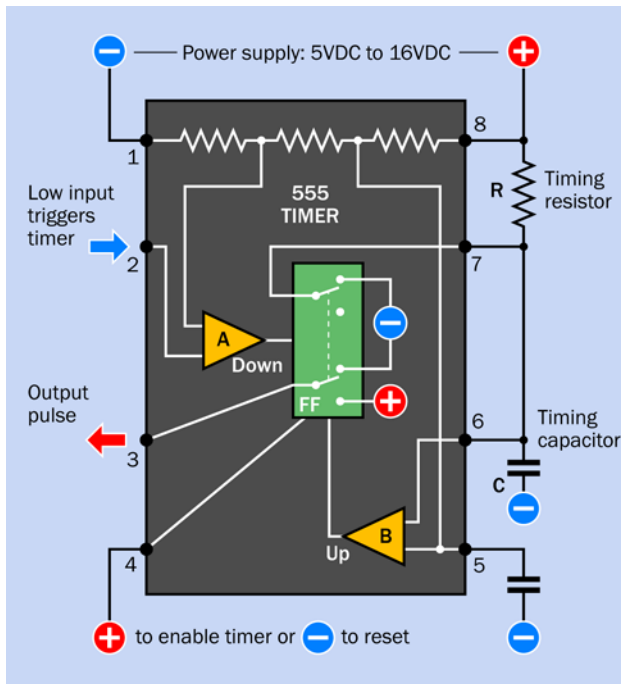 Power supply: 5VDC to 16VDC
1
8
Low input
triggers
timer
555
TIMER
R
Timing
resistor
2
7
A
Down
Output
pulse
FF
3
6
Timing
capacitor
C
B
Up
4
5
to enable timer or
to reset